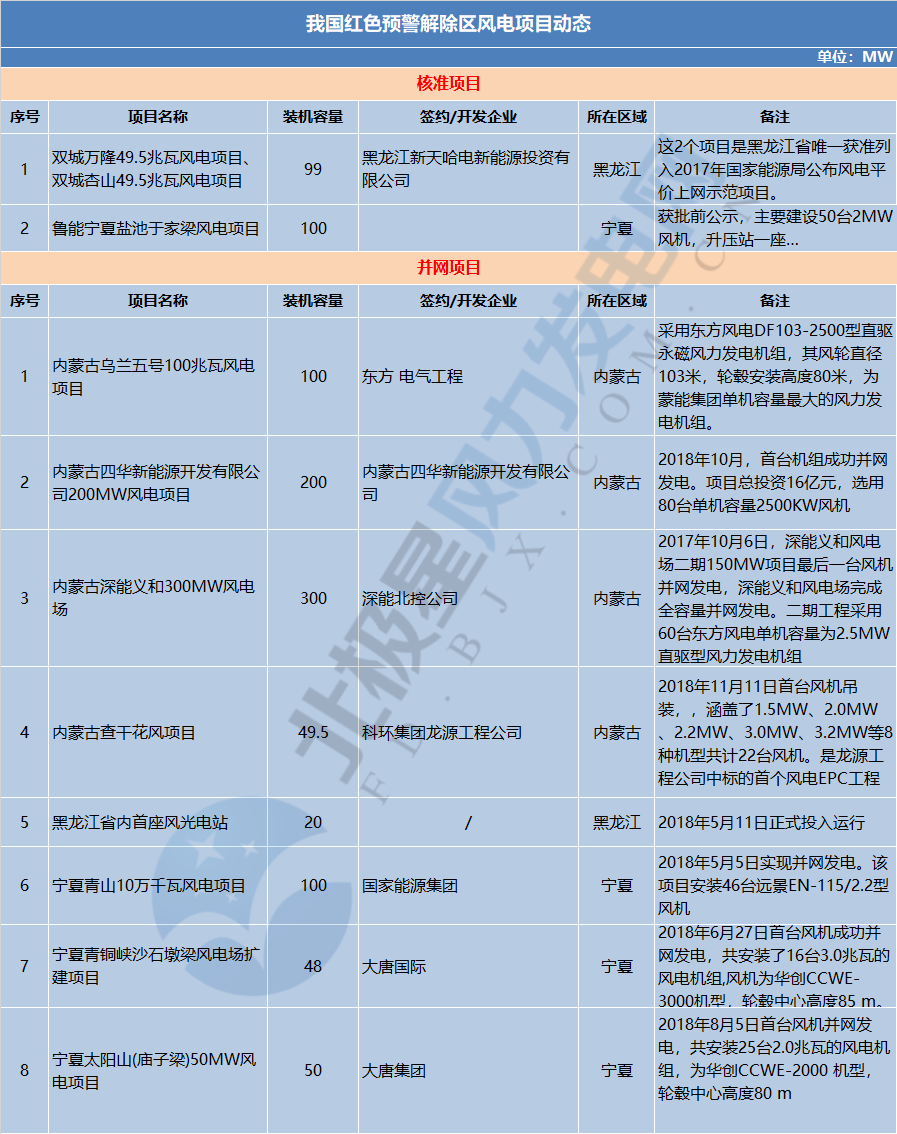 我国红色预警解除区风电项目动态
单位：MW
核准项目
序号 项目名称 装机容量 签约/开发企业 所在区域 备注
1 双城万隆49.5兆瓦风电项目、
双城杏山49.5兆瓦风电项目
99
黑龙江新天哈电新能源投资有
限公司
黑龙江
这2个项目是黑龙江省唯一获准列
入2017年国家能源局公布风电平
价上网示范项目。
2 鲁能宁夏盐池于家梁风电项目 100 宁夏
获批前公示，主要建设50台2MW
风机，升压站一座...
并网项目
序号 项目名称 装机容量 签约/开发企业 所在区域 备注
1
内蒙古乌兰五号100兆瓦风电
项目
100
东方 电气工程
内蒙古
采用东方风电DF103-2500型直驱
永磁风力发电机组，其风轮直径
103米，轮毂安装高度80米，为
蒙能集团单机容量最大的风力发
电机组。
2
内蒙古四华新能源开发有限公
司200MW风电项目
200
内蒙古四华新能源开发有限公
司
内蒙古
2018年10月，首台机组成功并网
发电。项目总投资16亿元，选用
80台单机容量2500KW风机
3
内蒙古深能义和300MW风电
场
300
深能北控公司
内蒙古
2017年10月6日，深能义和风电
场二期150MW项目最后一台风机
并网发电，深能义和风电场完成
全容量并网发电。二期工程采用
60台东方风电单机容量为2.5MW
直驱型风力发电机组
4
内蒙古查干花风项目
49.5
科环集团龙源工程公司
内蒙古
2018年11月11日首台风机吊
装，，涵盖了1.5MW、2.0MW
、2.2MW、3.0MW、3.2MW等8
种机型共计22台风机。是龙源工
程公司中标的首个风电EPC工程
5 黑龙江省内首座风光电站 20 / 黑龙江 2018年5月11日正式投入运行
6
宁夏青山10万千瓦风电项目
100
国家能源集团
宁夏
2018年5月5日实现并网发电。该
项目安装46台远景EN-115/2.2型
风机
7
宁夏青铜峡沙石墩梁风电场扩
建项目
48
大唐国际
宁夏
2018年6月27日首台风机成功并
网发电，共安装了16台3.0兆瓦的
风电机组,风机为华创CCWE-
3000机型，轮毂中心高度85 m。
8
宁夏太阳山(庙子梁)50MW风
电项目
50
大唐集团
宁夏
2018年8月5日首台风机并网发
电，共安装25台2.0兆瓦的风电机
组，为华创CCWE-2000 机型，
轮毂中心高度80 m
北极星风力发电网
FD.BJX.COM.CN